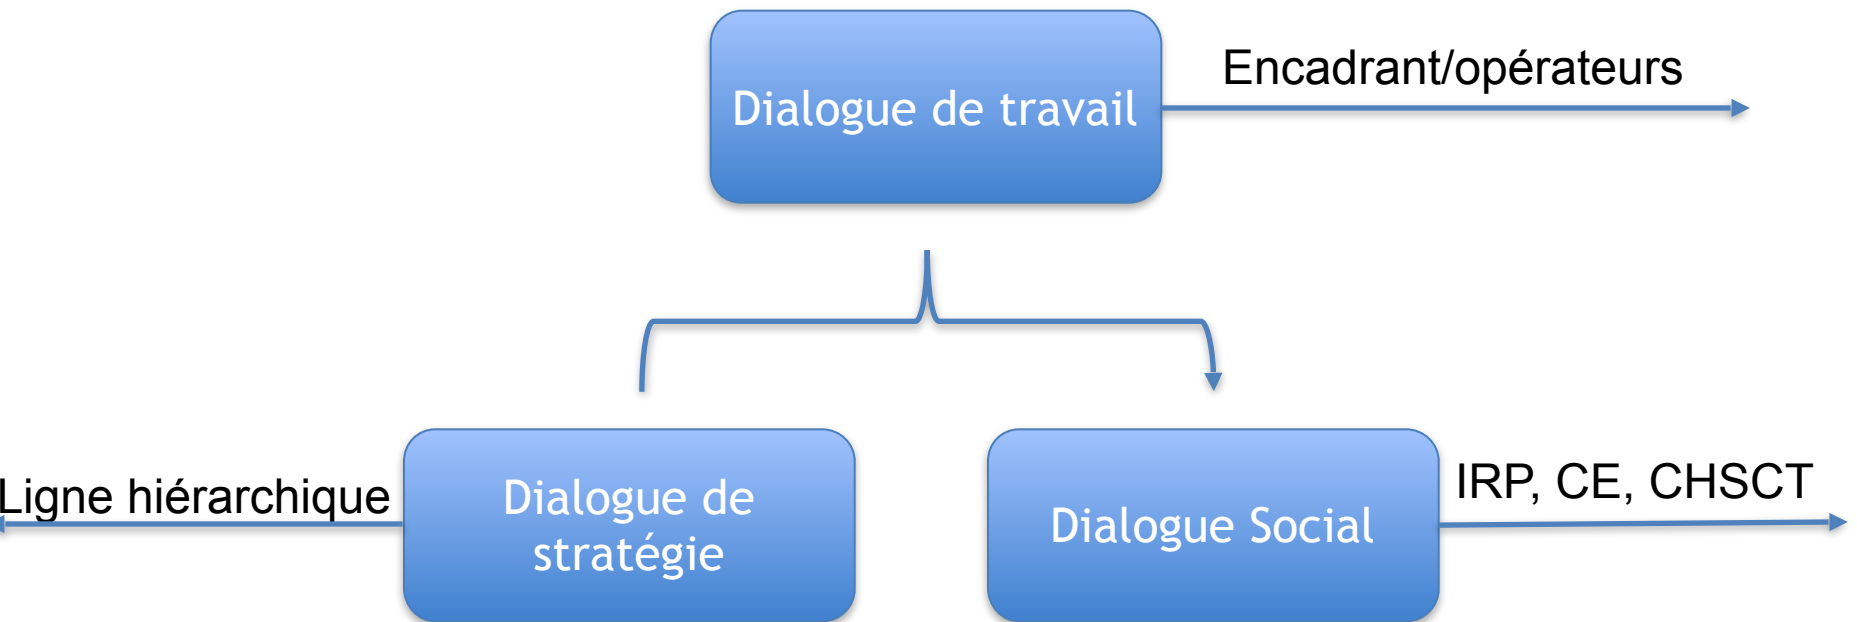 Encadrant/opérateurs
Dialogue de travail
Ligne hiérarchique
Dialogue de
stratégie
Dialogue Social
IRP, CE, CHSCT